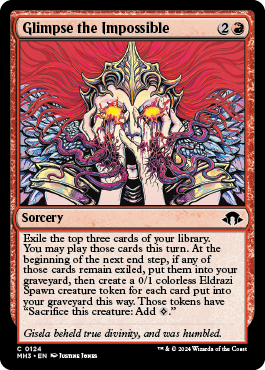 Glimpse the Impossible 2
Sorcery
Exile the top three cards of your library.
You may play those cards this turn. At the
beginning of the next end step, if any of
those cards remain exiled, put them into your
graveyard, then create a 0/1 colorless Eldrazi
Spawn creature token for each card put into
your graveyard this way. Those tokens have
“Sacrifice this creature: Add .”
Gisela beheld true divinity, and was humbled.
C 0124
MH3 • EN Justine Jones
™ & © 2024 Wizards of the Coast